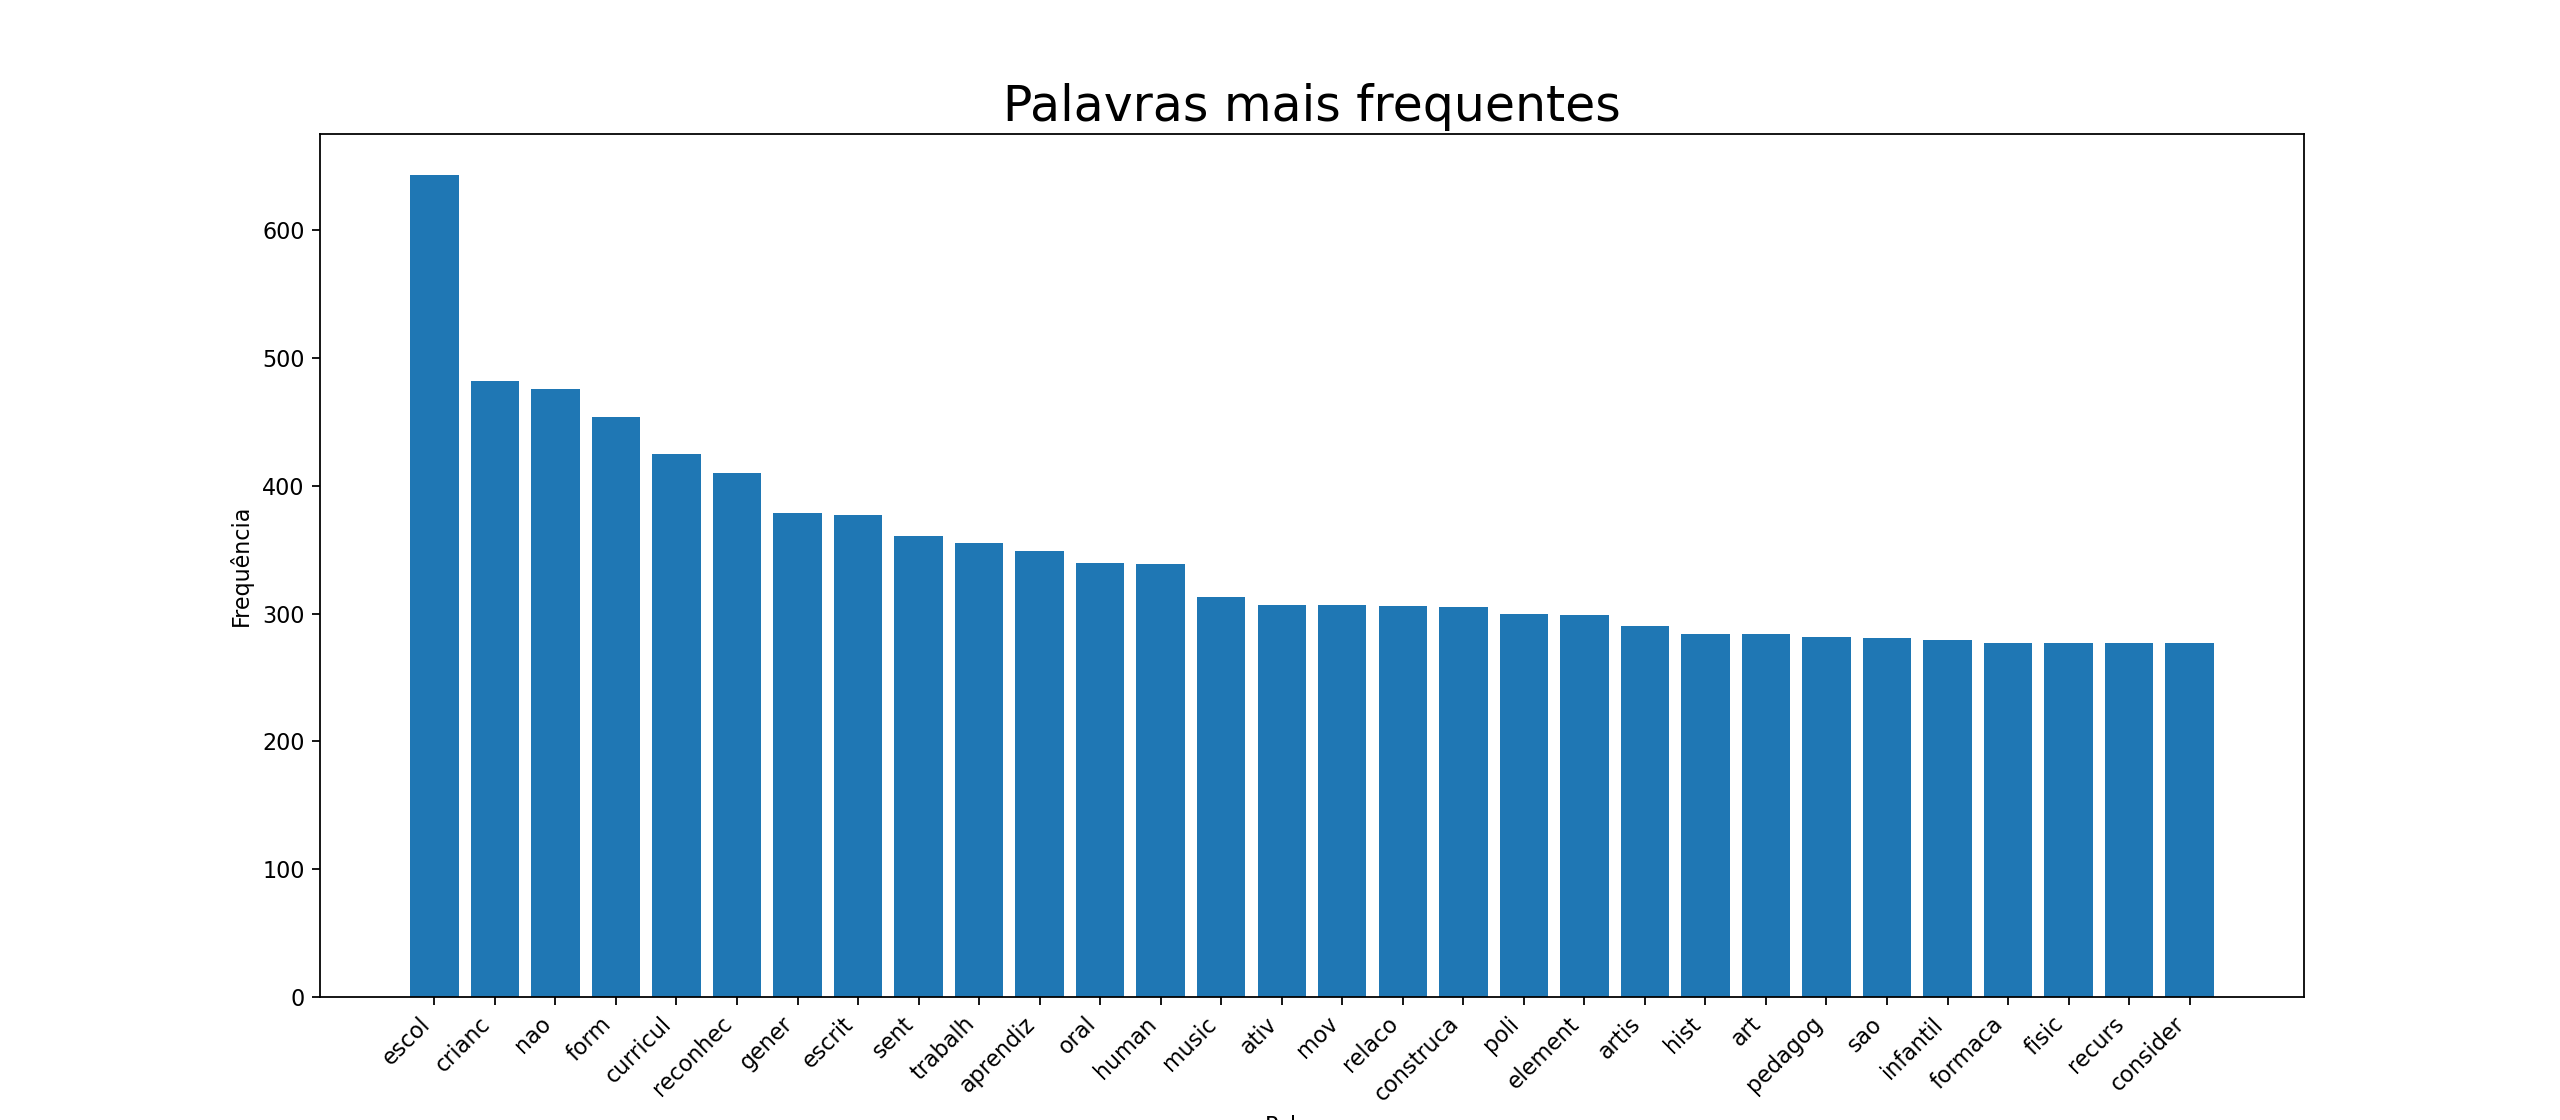 Palavras mais frequentes
600
500
400
300
200
100
0
Frequência
escol
crianc
nao
form
curricul
reconhec
gener
escrit
sent
trabalh
aprendiz
oral
human
music
ativ
mov
relaco
construca
poli
element
artis
hist
art
pedagog
sao
infantil
formaca
fisic
recurs
consider